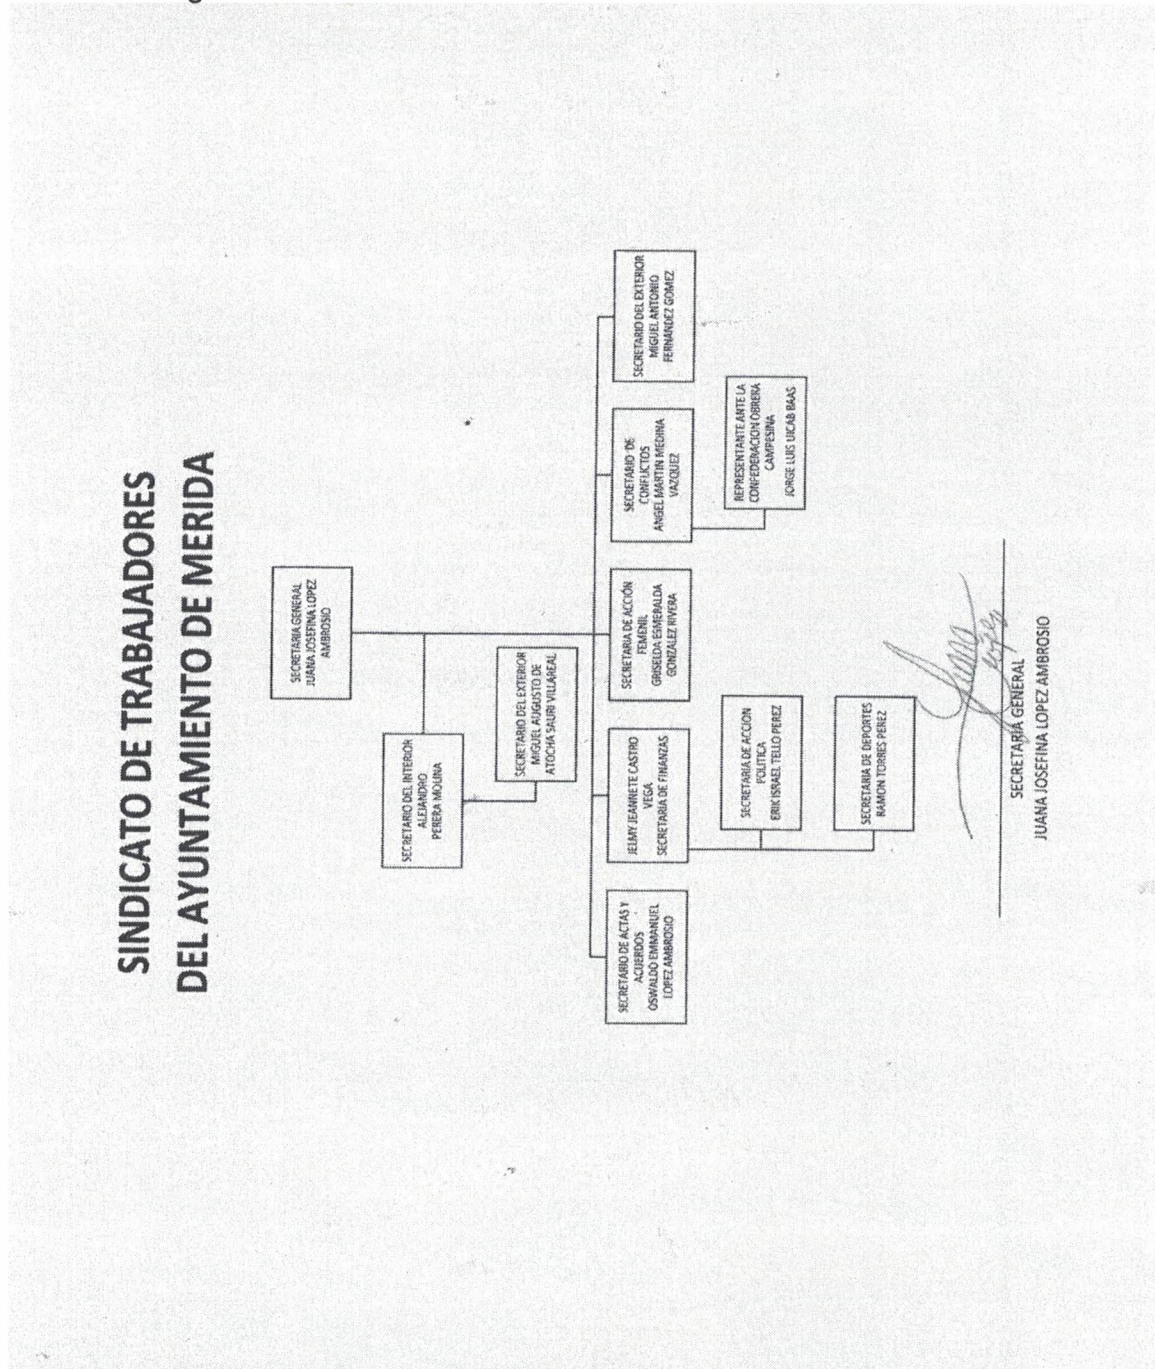 SINDICATO DE TRABAJADORES
DEL AYUNTAMIENTO DE MERIDA
SECRETARIA GENERAL
JUANA JOSEFINA LOPEZ
AMBROSIO
SECRETARIO DEL INTERIOR
ALEJANDRO
PERERA MOLINA
SECRETARIO DEL EXTERIOR
MIGUEL AUGUSTO DE
ATOCHA SAURI VILLAREAL
SECRETARIO DE ACTAS Y
ACUERDOS
OSWALDO EMMANUEL
LOPEZ AMBROSIO
JELMY JEANNETE CASTRO
VEGA
SECRETARIA DE FINANZAS
SECRETARIA DE ACCIÓN
FEMENIL
GRISELDA ESMERALDA
GONZALEZ RIVERA
SECRETARIO DE
CONFLICTOS
ANGEL MARTIN MEDINA
VAZQUEZ
SECRETARIO DEL EXTERIOR
MIGUEL ANTONIO
FERNANDEZ GOMEZ
SECRETARIA DE ACCION
POLITICA
ERIK ISRAEL TELLO PEREZ
REPRESENTANTE ANTE LA
CONFEDERACION OBRERA
CAMPESINA
JORGE LUIS UICAB BAAS
SECRETARIA DE DEPORTES
RAMON TORRES PEREZ
Juana
Lopez
SECRETARIA GENERAL
JUANA JOSEFINA LOPEZ AMBROSIO